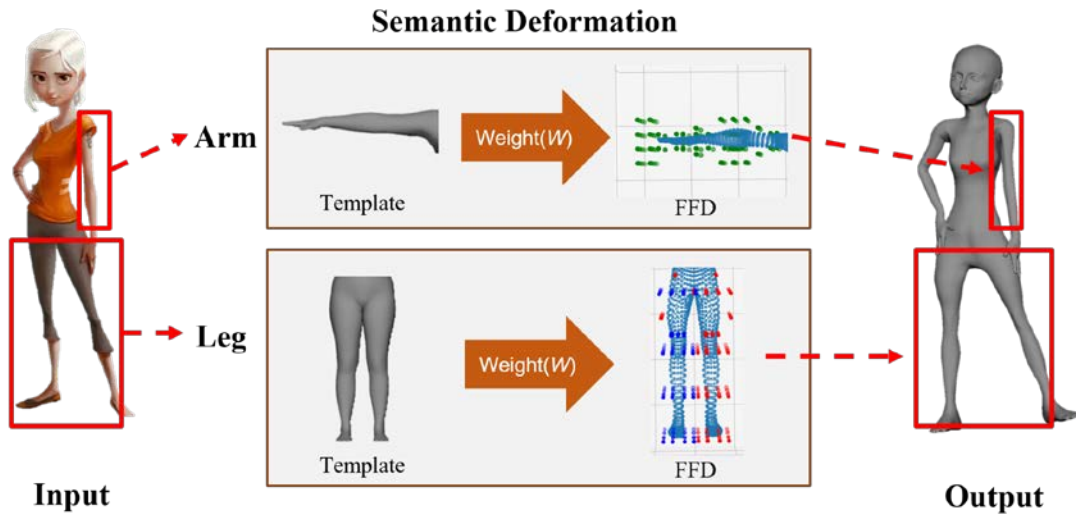 Semantic Deformation
Arm
Weight(W)
Template
FFD
Leg
Weight(W)
Template
FFD
Input
Output